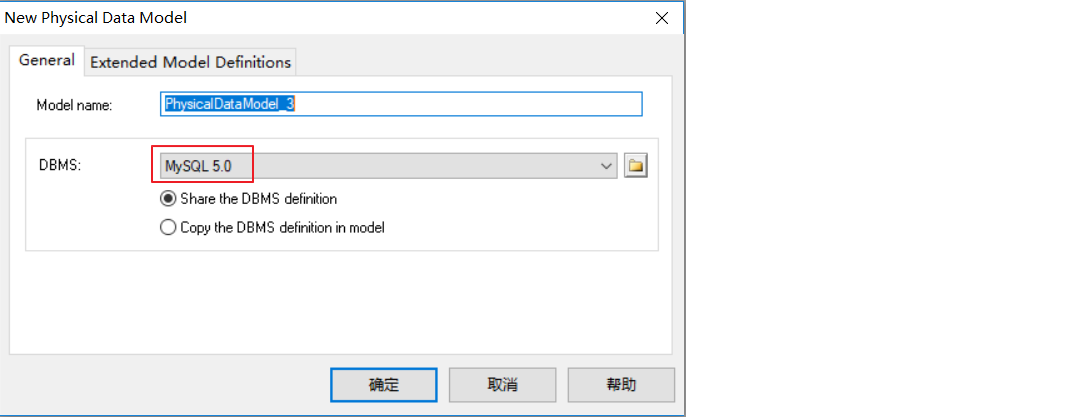 New Physical Data Model
General Extended Model Definitions
Model name: PhysicalDataModel_3
DBMS: MySQL 5.0
Share the DBMS definition
Copy the DBMS definition in model
确定 取消 帮助